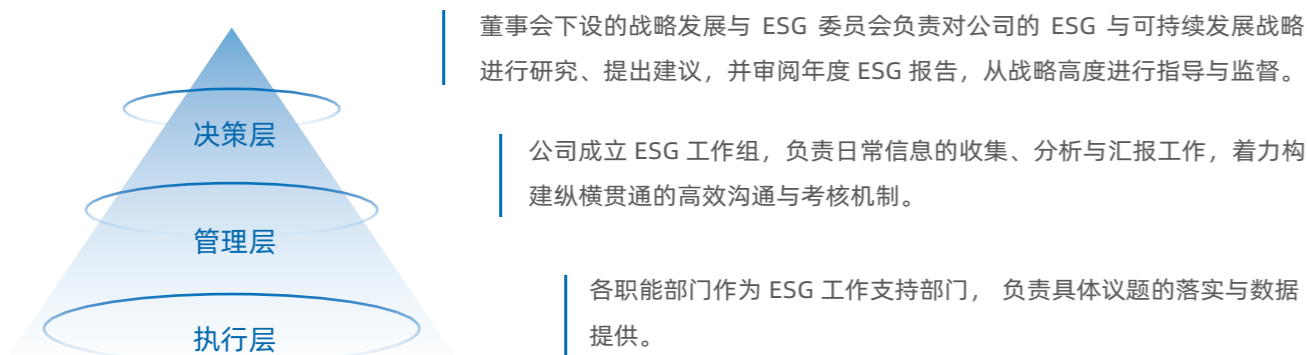 决策层
董事会下设的战略发展与 ESG 委员会负责对公司的 ESG 与可持续发展战略
进行研究、提出建议，并审阅年度 ESG 报告，从战略高度进行指导与监督。
管理层
公司成立 ESG 工作组，负责日常信息的收集、分析与汇报工作，着力构
建纵横贯通的高效沟通与考核机制。
执行层
各职能部门作为 ESG 工作支持部门， 负责具体议题的落实与数据
提供。